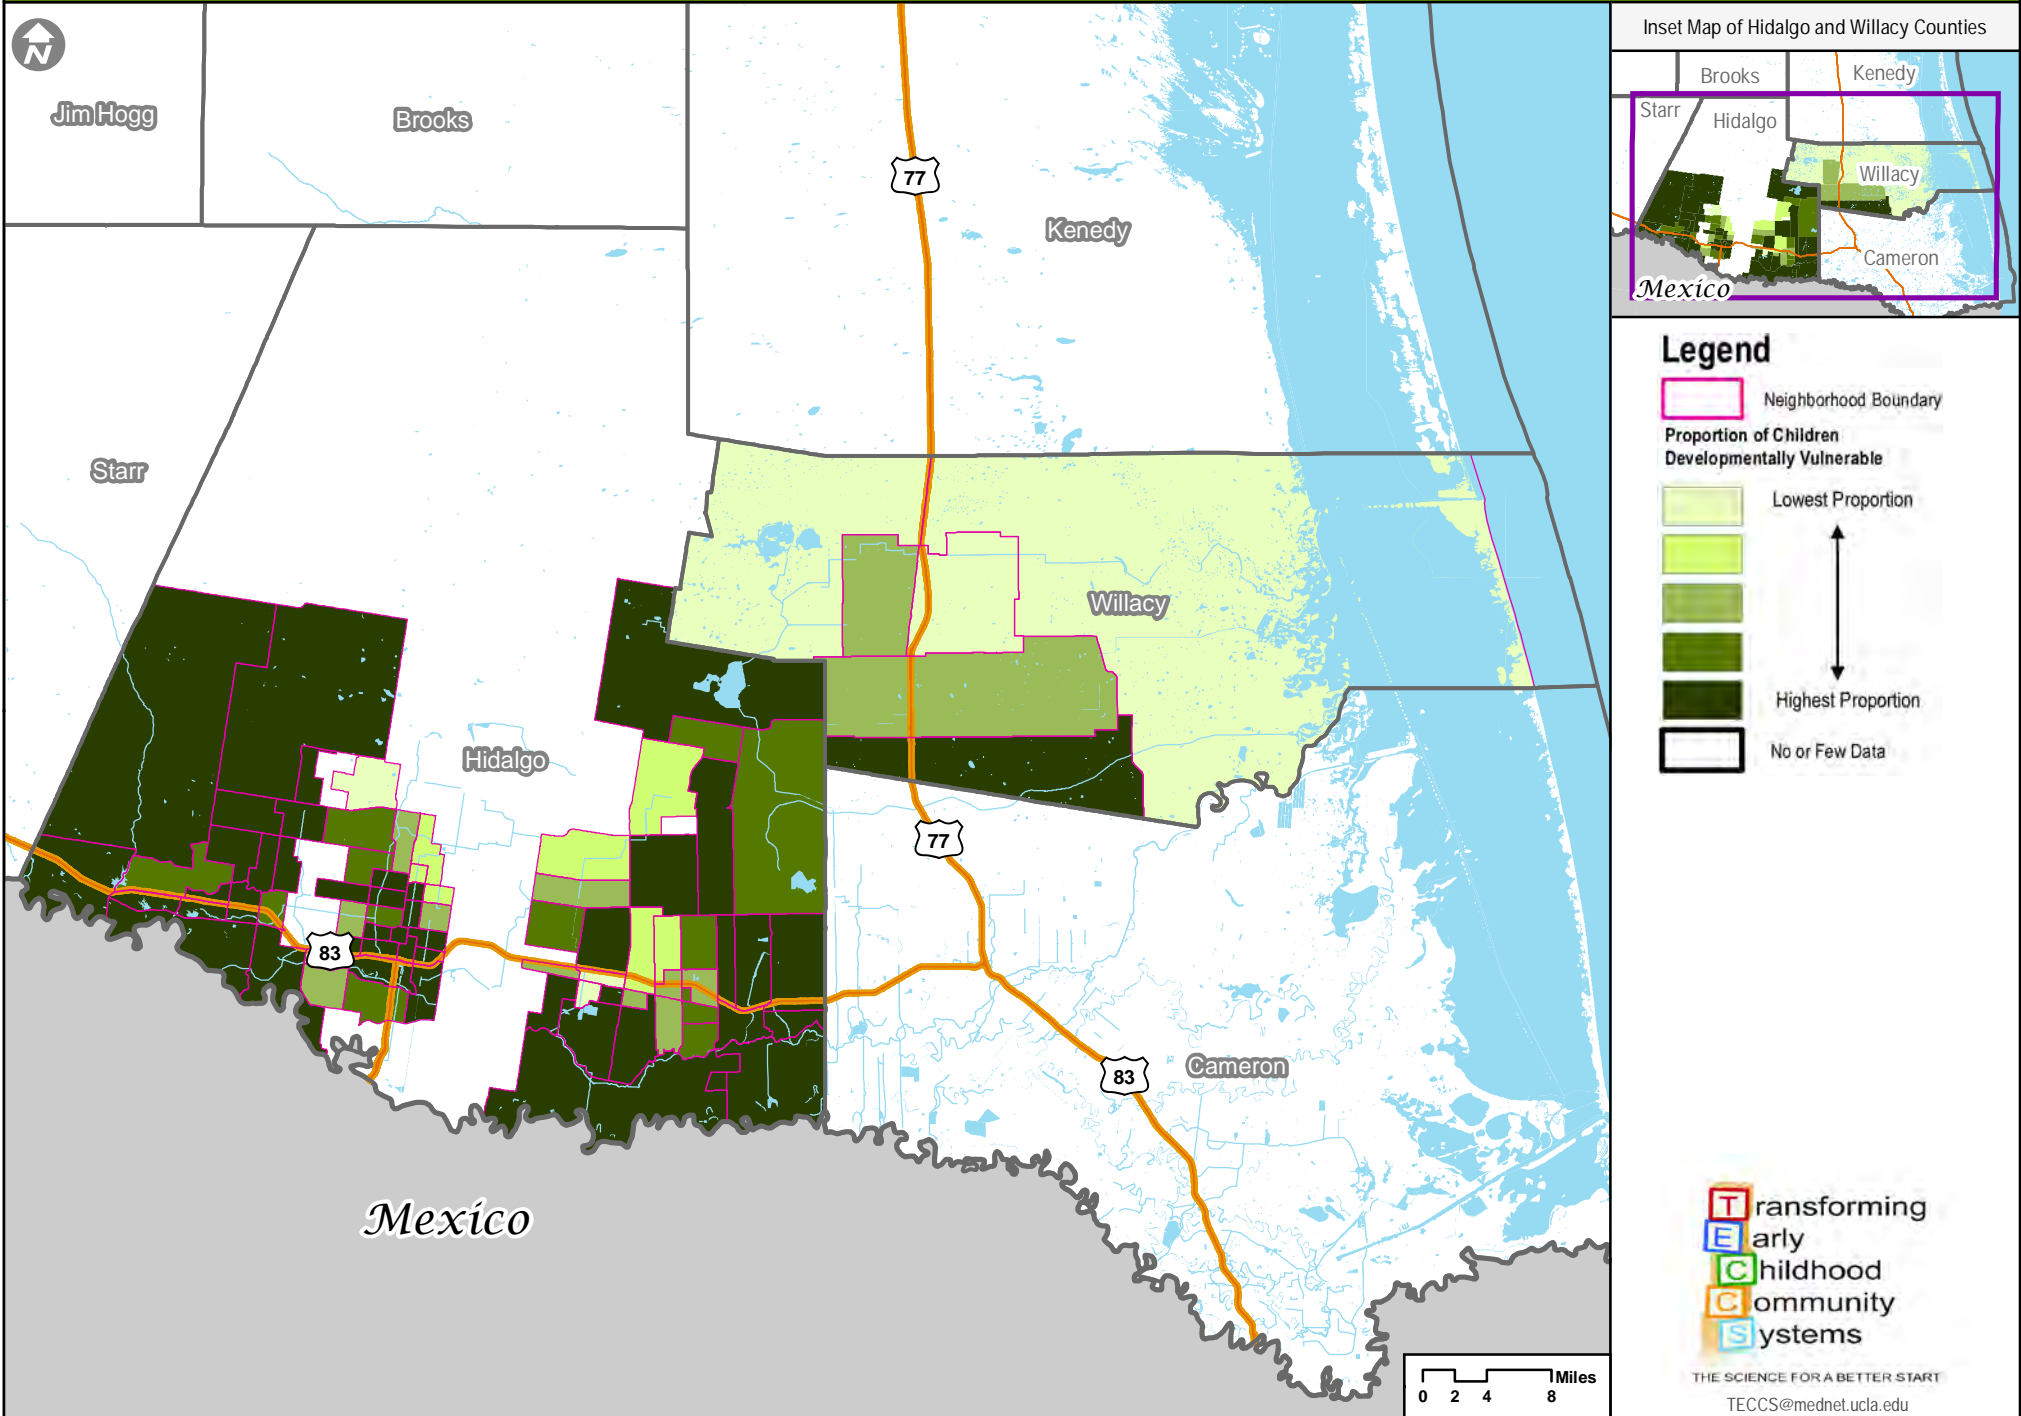 N
Jim Hogg
Brooks
77
Kenedy
Starr
Willacy
Hidalgo
77
83
83
Cameron
Mexico
Miles
0 2 4 8
Inset Map of Hidalgo and Willacy Counties
Brooks
Kenedy
Starr
Hidalgo
Willacy
Cameron
Mexico
Legend
Neighborhood Boundary
Proportion of Children
Developmentally Vulnerable
Lowest Proportion
Highest Proportion
No or Few Data
Transforming
Early
Childhood
Community
Systems
THE SCIENCE FOR A BETTER START
TECCS@mednet.ucla.edu